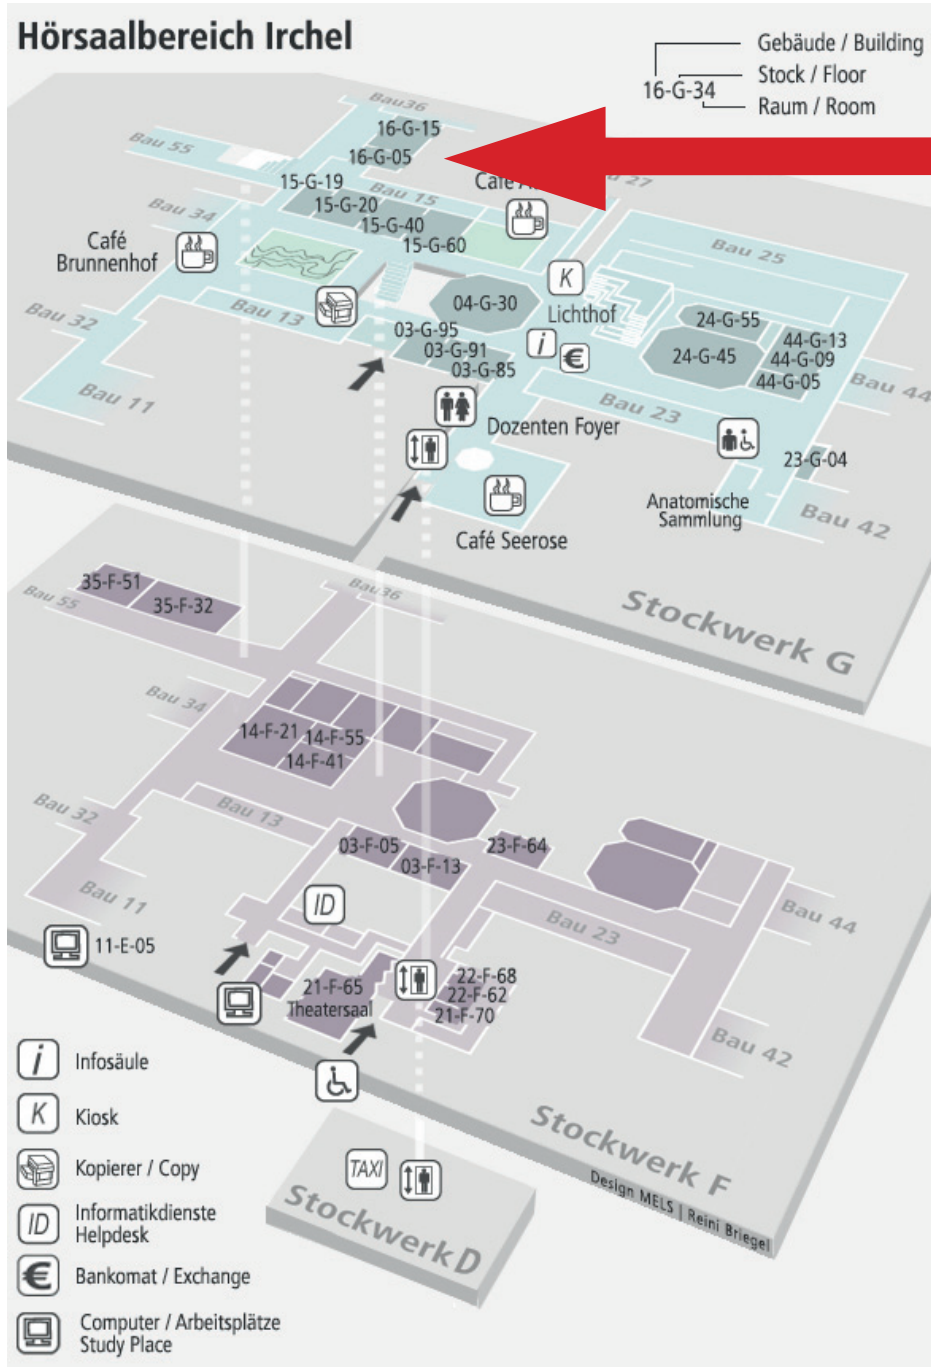 Hörsaalbereich Irchel
Gebäude / Building
Stock / Floor
16-G-34
Raum / Room
Bau36
16-G-15
Bau 55
16-G-05
27
15-G-19
Café
Bau 15
15-G-20
Bau 34
15-G-40
Café
Brunnenhof
15-G-60
Bau 25
K
04-G-30
Lichthof
Bau 32
Bau 13
24-G-55
03-G-95
i
44-G-13
03-G-91
€
24-G-45
44-G-09
03-G-85
44-G-05
Bau 44
Bau 11
Bau 23
Dozenten Foyer
23-G-04
Anatomische
Sammlung
Bau 42
Café Seerose
Stockwerk G
35-F-51
Bau 55
35-F-32
Bau36
Bau 34
14-F-21
14-F-55
14-F-41
Bau 32
Bau 13
03-F-05
23-F-64
03-F-13
Bau 11
ID
Bau 23
Bau 44
11-E-05
21-F-65
Theatersaal
22-F-68
22-F-62
21-F-70
Bau 42
Stockwerk F
Design MELS | Reini Briegel
TAXI
Stockwerk D
i
Infosäule
K
Kiosk
Kopierer / Copy
ID
Informatikdienste
Helpdesk
€
Bankomat / Exchange
Computer / Arbeitsplätze
Study Place